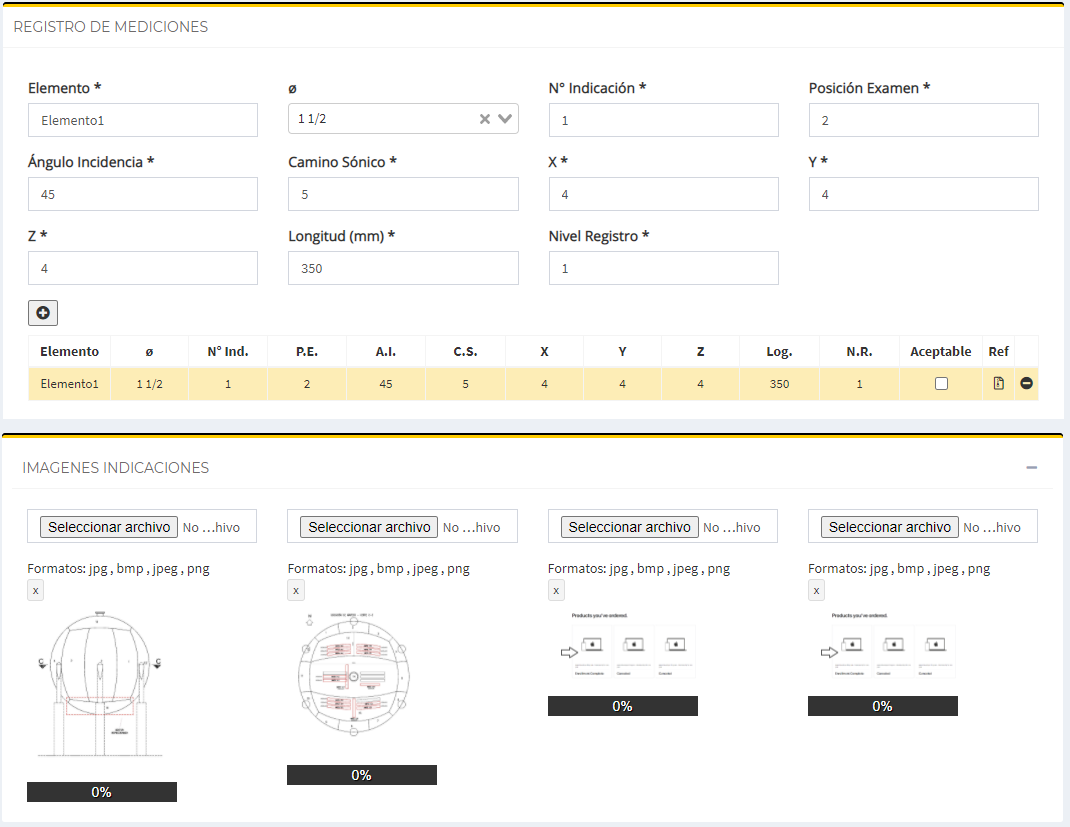 REGISTRO DE MEDICIONES
Elemento * ø N° Indicación * Posición Examen *
Elemento1 1 1/2 1 2
Ángulo Incidencia * Camino Sónico * X * Y *
45 5 4 4
Z * Longitud (mm) * Nivel Registro *
4 350 1
Elemento ø N° Ind. P.E. A.I. C.S. X Y Z Log. N.R. Aceptable Ref
Elemento1 1 1/2 1 2 45 5 4 4 4 350 1
IMAGENES INDICACIONES
Seleccionar archivo No ...hivo Seleccionar archivo No ...hivo Seleccionar archivo No ...hivo Seleccionar archivo No ...hivo
Formatos: jpg , bmp , jpeg , png Formatos: jpg , bmp , jpeg , png Formatos: jpg , bmp , jpeg , png Formatos: jpg , bmp , jpeg , png
x x x x
Products you've ordered. Products you've ordered.
C C
0% 0%
0%
0%